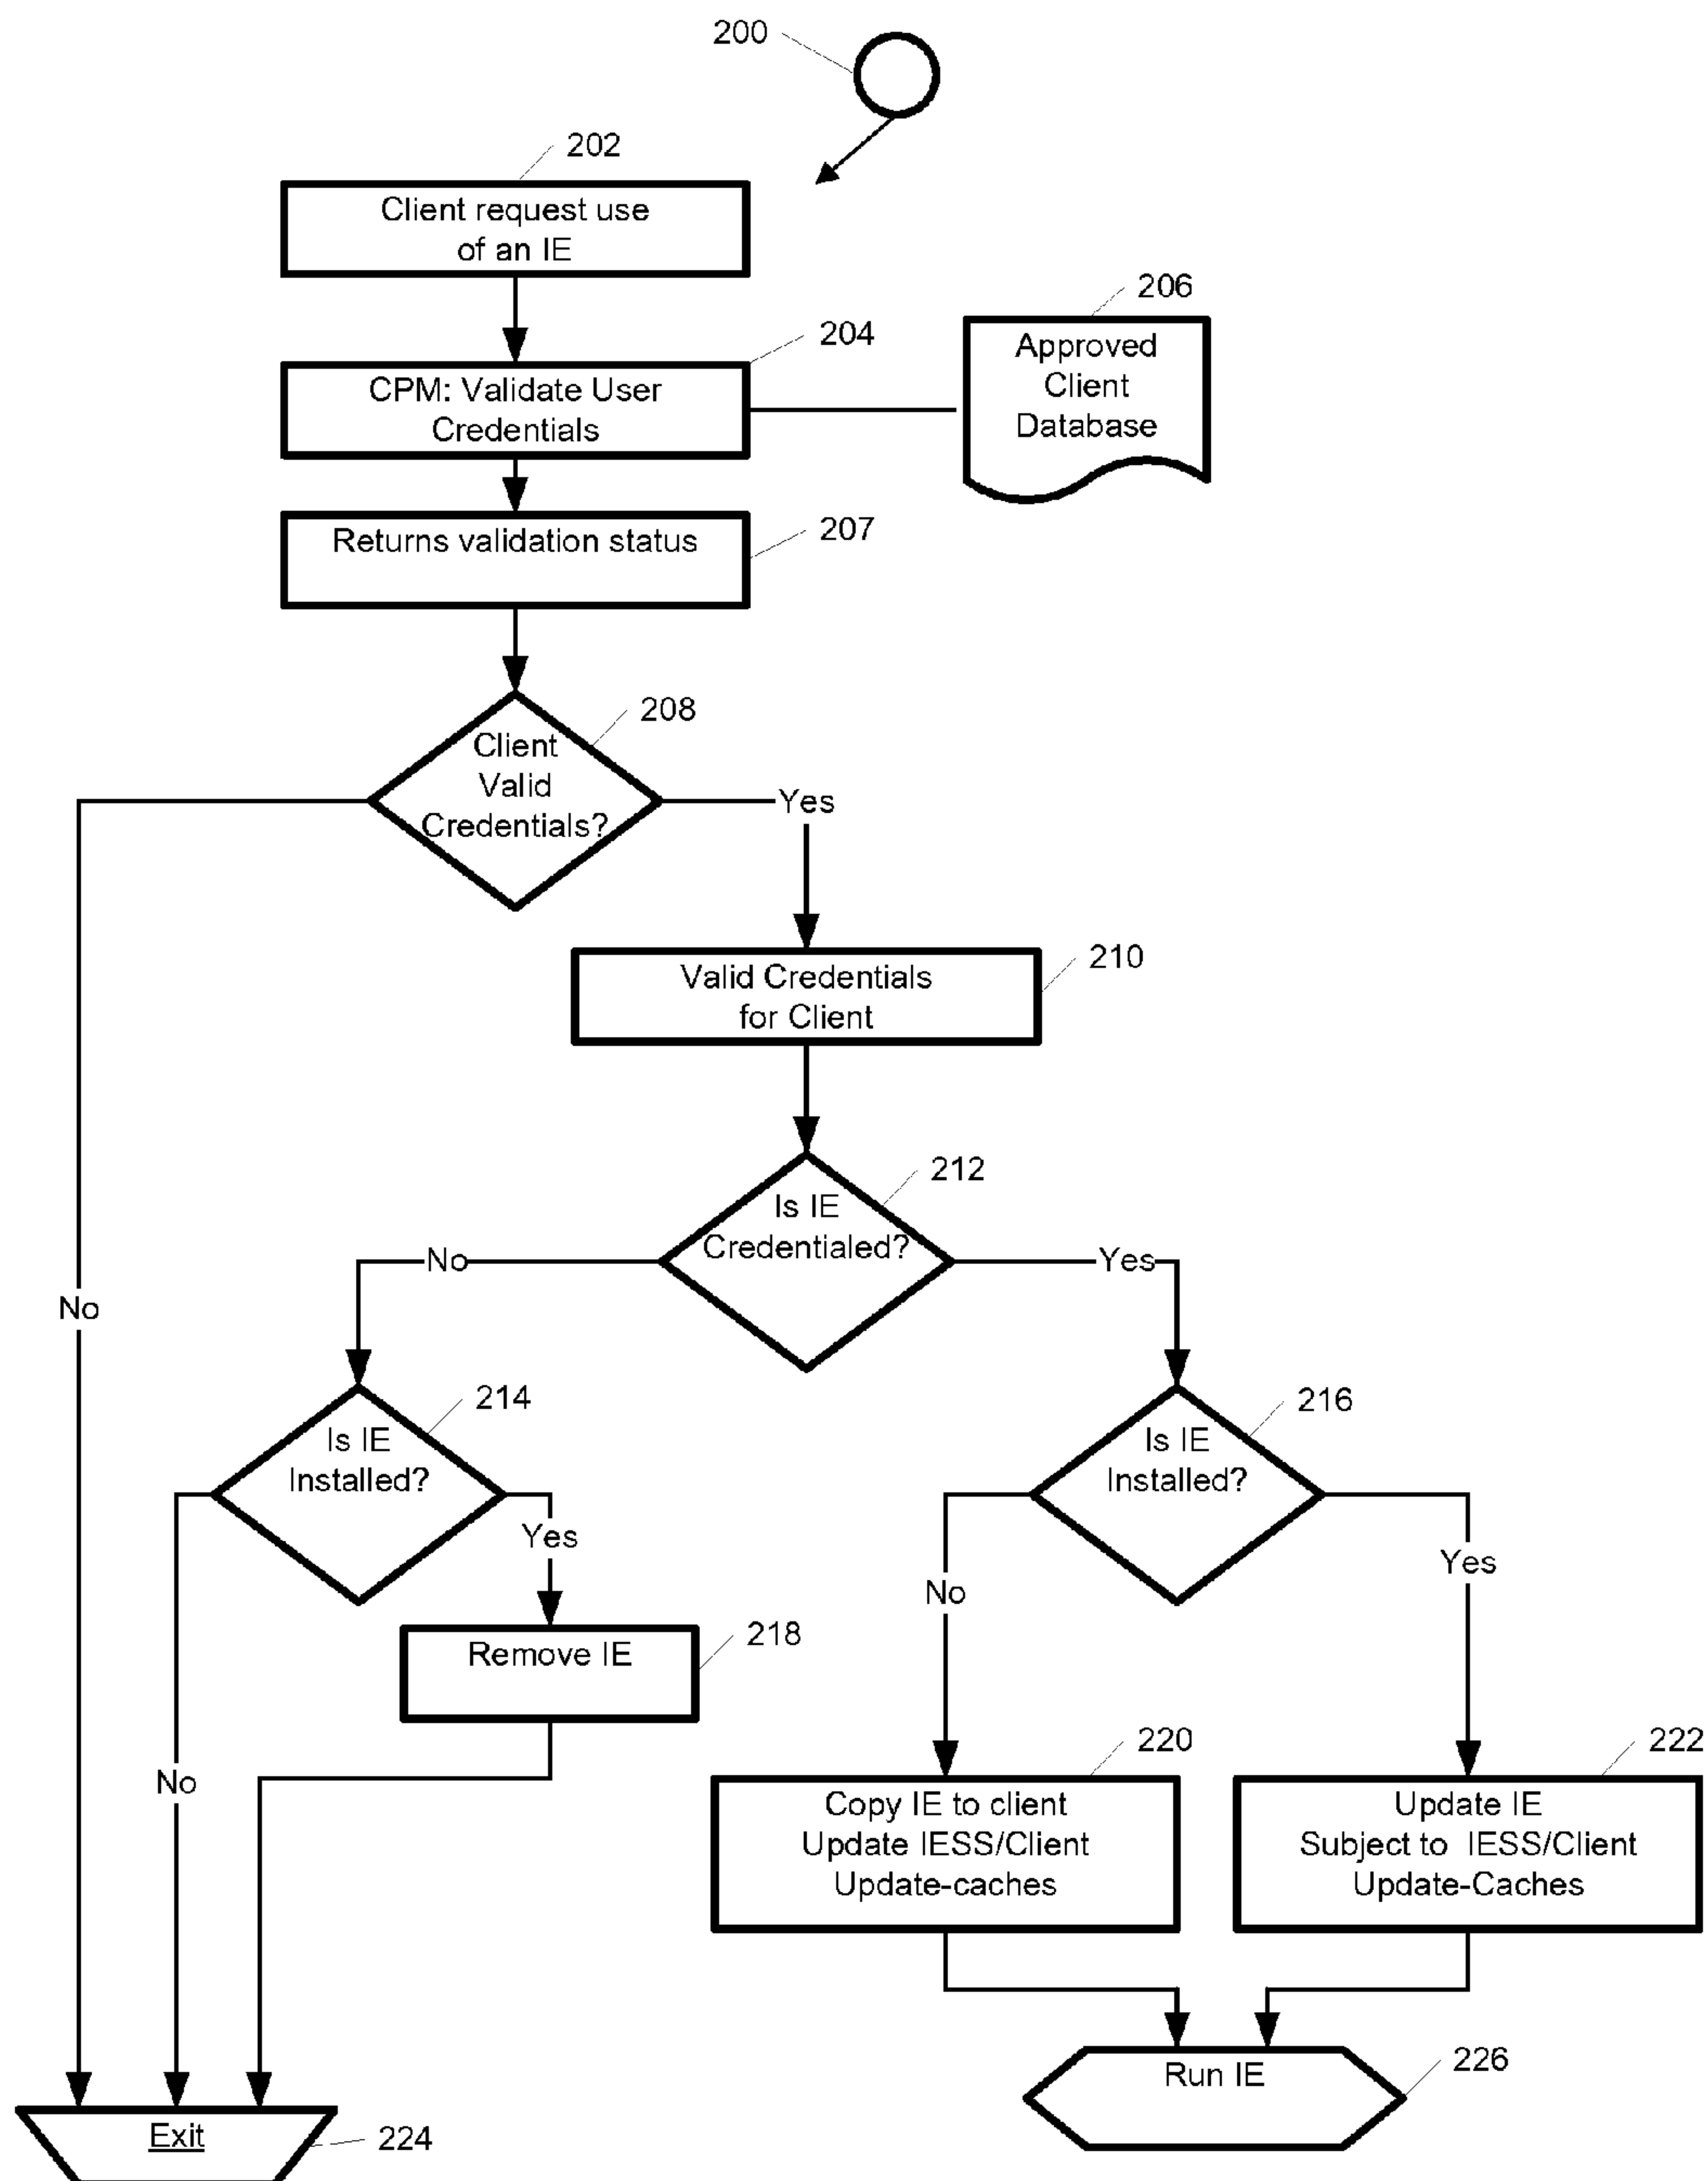 200
202
Client request use
of an IE
206
204
Approved
Client
Database
CPM: Validate User
Credentials
207
Returns validation status
208
Client
Valid
Credentials?
Yes
210
Valid Credentials
for Client
212
Is IE
Credentialed?
No
Yes
No
214
Is IE
Installed?
216
Is IE
Installed?
Yes
No
Yes
218
Remove IE
No
220
Copy IE to client
Update IESS/Client
Update-caches
222
Update IE
Subject to IESS/Client
Update-Caches
Run IE
226
Exit
224